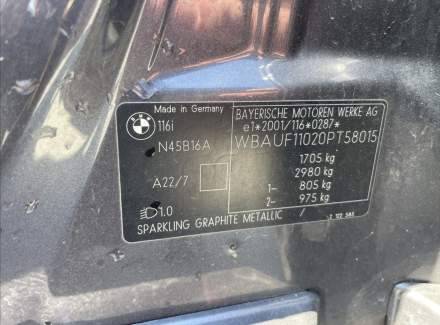 Made in Germany
BMW
116i
N45B16A
A22/7
1.0
SPARKLING GRAPHITE METALLIC
BAYERISCHE MOTOREN WERKE AG
e1*2001/116*0287*
WBAUF11020PT58015
1705 kg
2980 kg
1- 805 kg
2- 975 kg